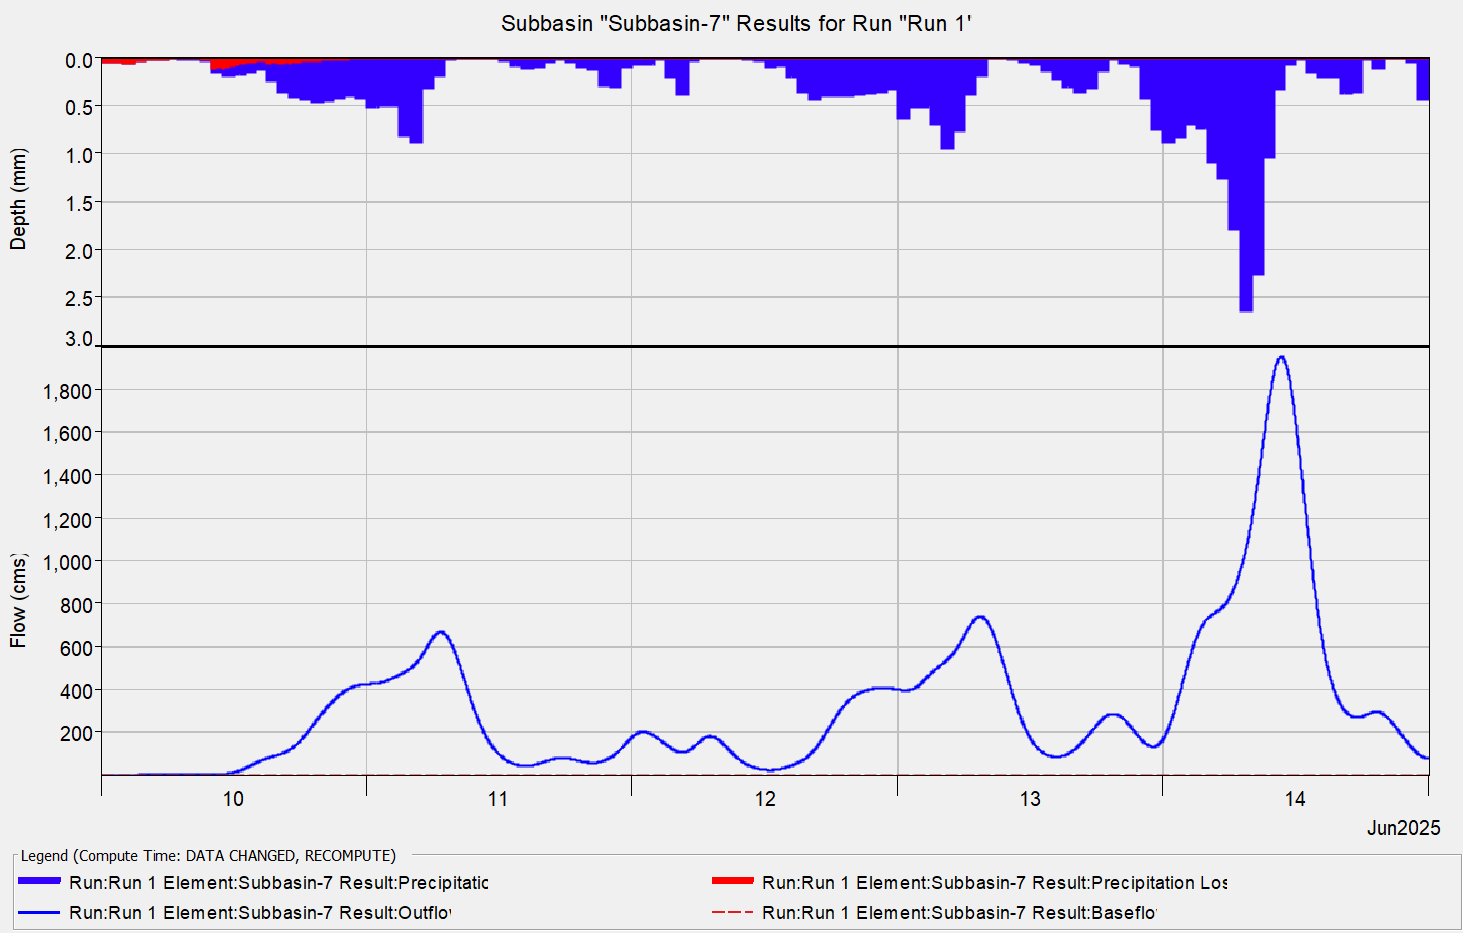 Subbasin "Subbasin-7" Results for Run "Run 1'
0.0
0.5
1.0
1.5
2.0
2.5
3.0
Depth (mm)
1,800
1,600
1,400
1,200
1,000
800
600
400
200
Flow (cms)
10 11 12 13 14
Jun2025
Legend (Compute Time: DATA CHANGED, RECOMPUTE)
Run:Run 1 Element:Subbasin-7 Result:Precipitatic
Run:Run 1 Element:Subbasin-7 Result:Precipitation Los
Run:Run 1 Element:Subbasin-7 Result:Outflo
Run:Run 1 Element:Subbasin-7 Result:Baseflo